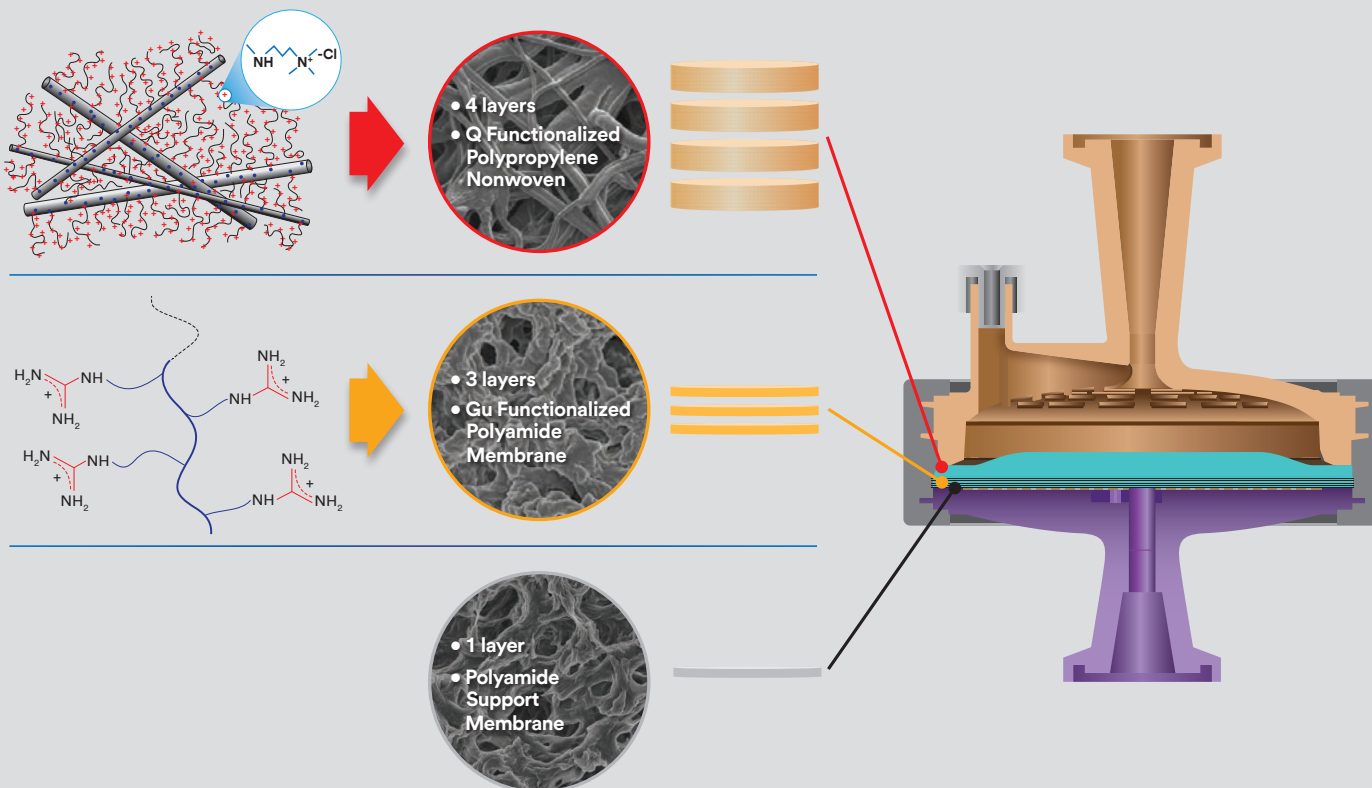 NH
N+
-Cl
• 4 layers
• Q Functionalized
Polypropylene
Nonwoven
NH₂
H₂N
NH
+
NH₂
+
NH
NH₂
• 3 layers
• Gu Functionalized
Polyamide
Membrane
H₂N
NH
+
NH₂
NH₂
+
NH
NH₂
• 1 layer
• Polyamide
Support
Membrane